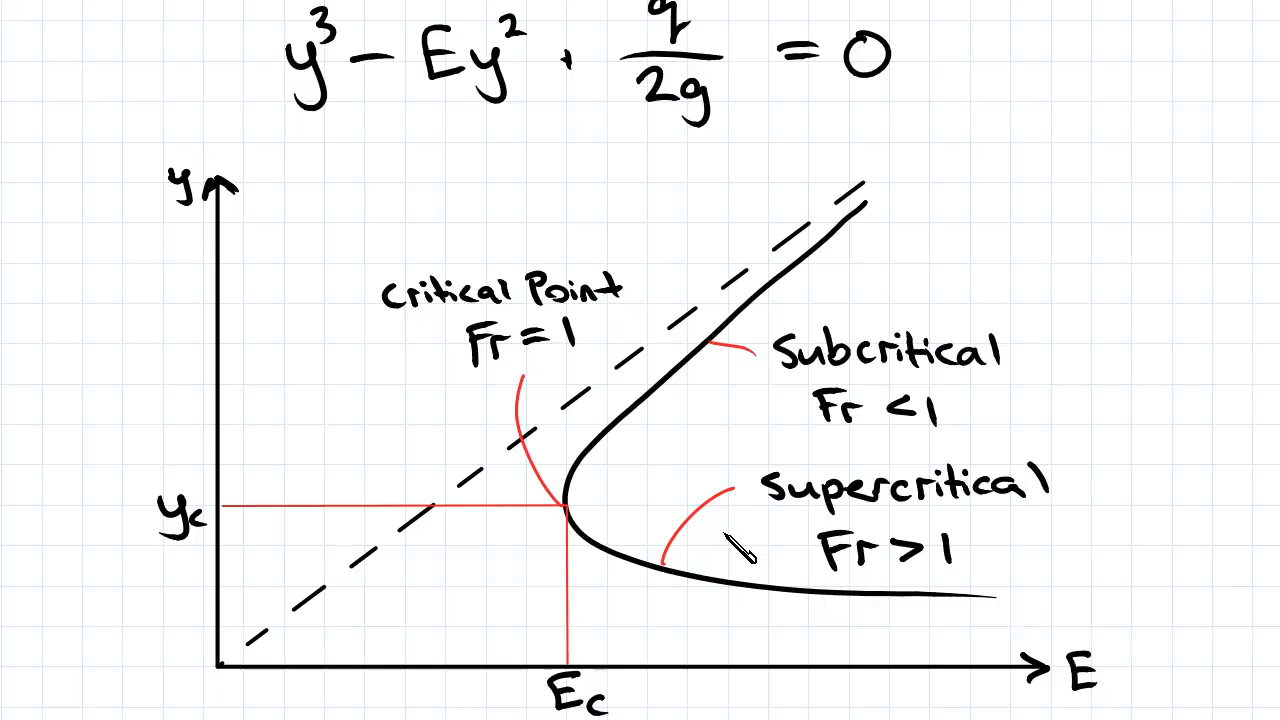 y³ - Ey² + q/2g = 0
y
Critical Point
Fr = 1
Subcritical
Fr < 1
Supercritical
Fr > 1
yc
E
Ec